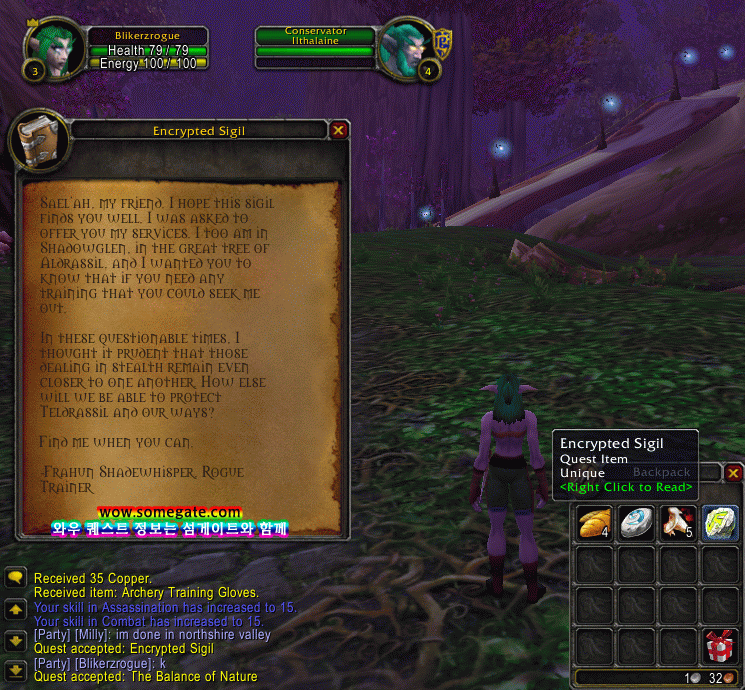 Blikerzrogue
Health 79 / 79
Energy 100 / 100
3
Conservator
Ilthalaine
4
Encrypted Sigil
Sael'ah, my friend. I hope this sigil
finds you well. I was asked to
offer you my services. I too am in
Shadowglen, in the great tree of
Aldrassil, and I wanted you to
know that if you need any
training that you could seek me
out.
In these questionable times, I
thought it prudent that those
dealing in stealth remain even
closer to one another. How else
will we be able to protect
Teldrassil and our ways?
Find me when you can,
-Frahun Shadewhisper, Rogue
Trainer
wow.somegate.com
와우 퀘스트 정보는 섬게이트와 함께
Encrypted Sigil
Quest Item
Unique
Backpack
<Right Click to Read>
4
5
Received 35 Copper.
Received item: Archery Training Gloves.
Your skill in Assassination has increased to 15.
Your skill in Combat has increased to 15.
[Party] [Milly]: im done in northshire valley
Quest accepted: Encrypted Sigil
[Party] [Blikerzrogue]: k
Quest accepted: The Balance of Nature
1 32